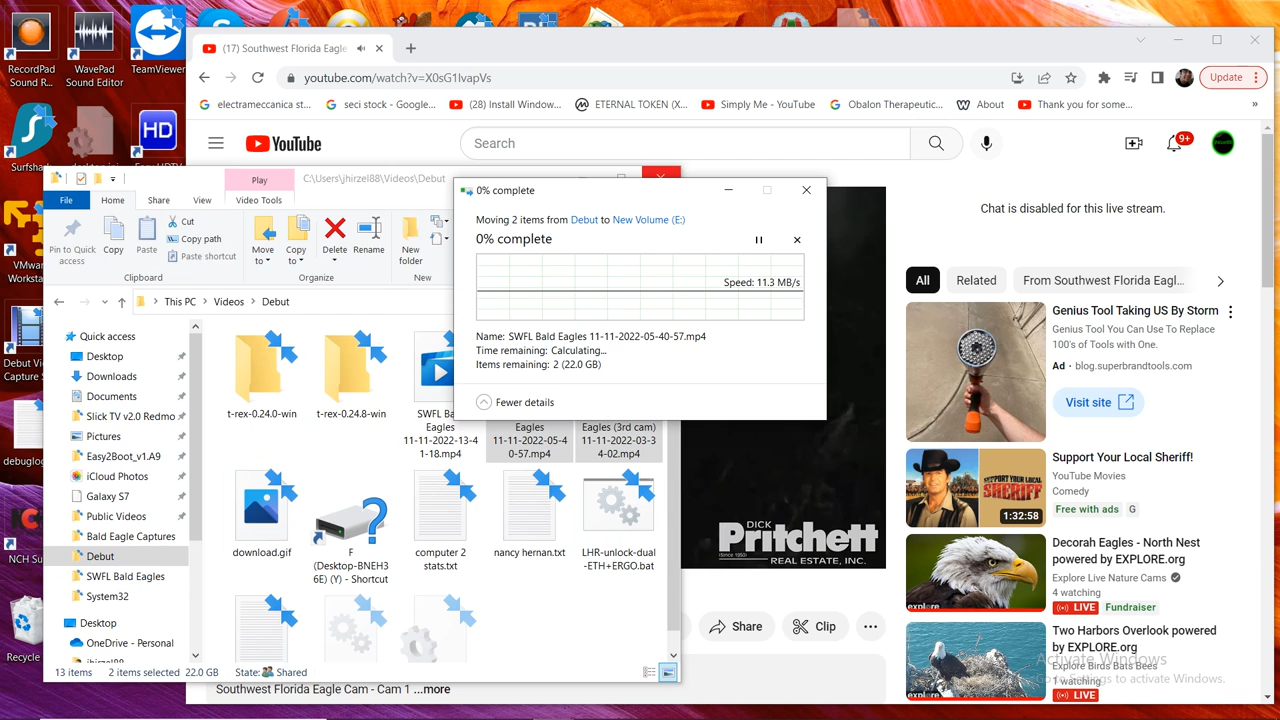 RecordPad
Sound R...
WavePad
Sound Editor
TeamViewer
Surfshark
HD
VMware
Workstation
Debut Vi
Capture S
debuglog
NCH Su
Recycle
(17) Southwest Florida Eagle
youtube.com/watch?v=X0sG1IvapVs
Update
electrameccanica st...
seci stock - Google...
(28) Install Window...
ETERNAL TOKEN (X...
Simply Me - YouTube
Obalon Therapeutic...
About
Thank you for some...
»
YouTube
Search
9+
Play
C:\Users\jhirzel88\Videos\Debut
File
Home
Share
View
Video Tools
Pin to Quick
access
Copy
Paste
Cut
Copy path
Paste shortcut
Clipboard
Move
to
Copy
to
Delete
Rename
Organize
New
folder
New
This PC > Videos > Debut
Quick access
Desktop
Downloads
Documents
Slick TV v2.0 Redmo
Pictures
Easy2Boot_v1.A9
iCloud Photos
Galaxy S7
Public Videos
Bald Eagle Captures
Debut
SWFL Bald Eagles
System32
Desktop
OneDrive - Personal
jhirzel88
t-rex-0.24.0-win
t-rex-0.24.8-win
SWFL Bald
Eagles
11-11-2022-13-4
1-18.mp4
Eagles
11-11-2022-05-4
0-57.mp4
Eagles (3rd cam)
11-11-2022-03-3
4-02.mp4
download.gif
F
(Desktop-BNEH3
6E) (Y) - Shortcut
computer 2
stats.txt
nancy hernan.txt
LHR-unlock-dual
-ETH+ERGO.bat
13 items
2 items selected 22.0 GB
State: Shared
0% complete
Moving 2 items from Debut to New Volume (E:)
0% complete
Speed: 11.3 MB/s
Name: SWFL Bald Eagles 11-11-2022-05-40-57.mp4
Time remaining: Calculating...
Items remaining: 2 (22.0 GB)
Fewer details
DICK
Pritchett
(Since 1953)
REAL ESTATE, INC.
Share
Clip
Southwest Florida Eagle Cam - Cam 1 ...more
Chat is disabled for this live stream.
All
Related
From Southwest Florida Eagl...
Genius Tool Taking US By Storm
Genius Tool You Can Use To Replace
100's of Tools with One.
Ad • blog.superbrandtools.com
Visit site
SUPPORT
YOUR LOCAL
SHERIFF!
1:32:58
Support Your Local Sheriff!
YouTube Movies
Comedy
Free with ads
G
explore
Decorah Eagles - North Nest
powered by EXPLORE.org
Explore Live Nature Cams
4 watching
LIVE
Fundraiser
explore
Two Harbors Overlook powered
by EXPLORE.org
Explore Birds Bats Bees
1 watching
LIVE
Activate Windows
Go to Settings to activate Windows.